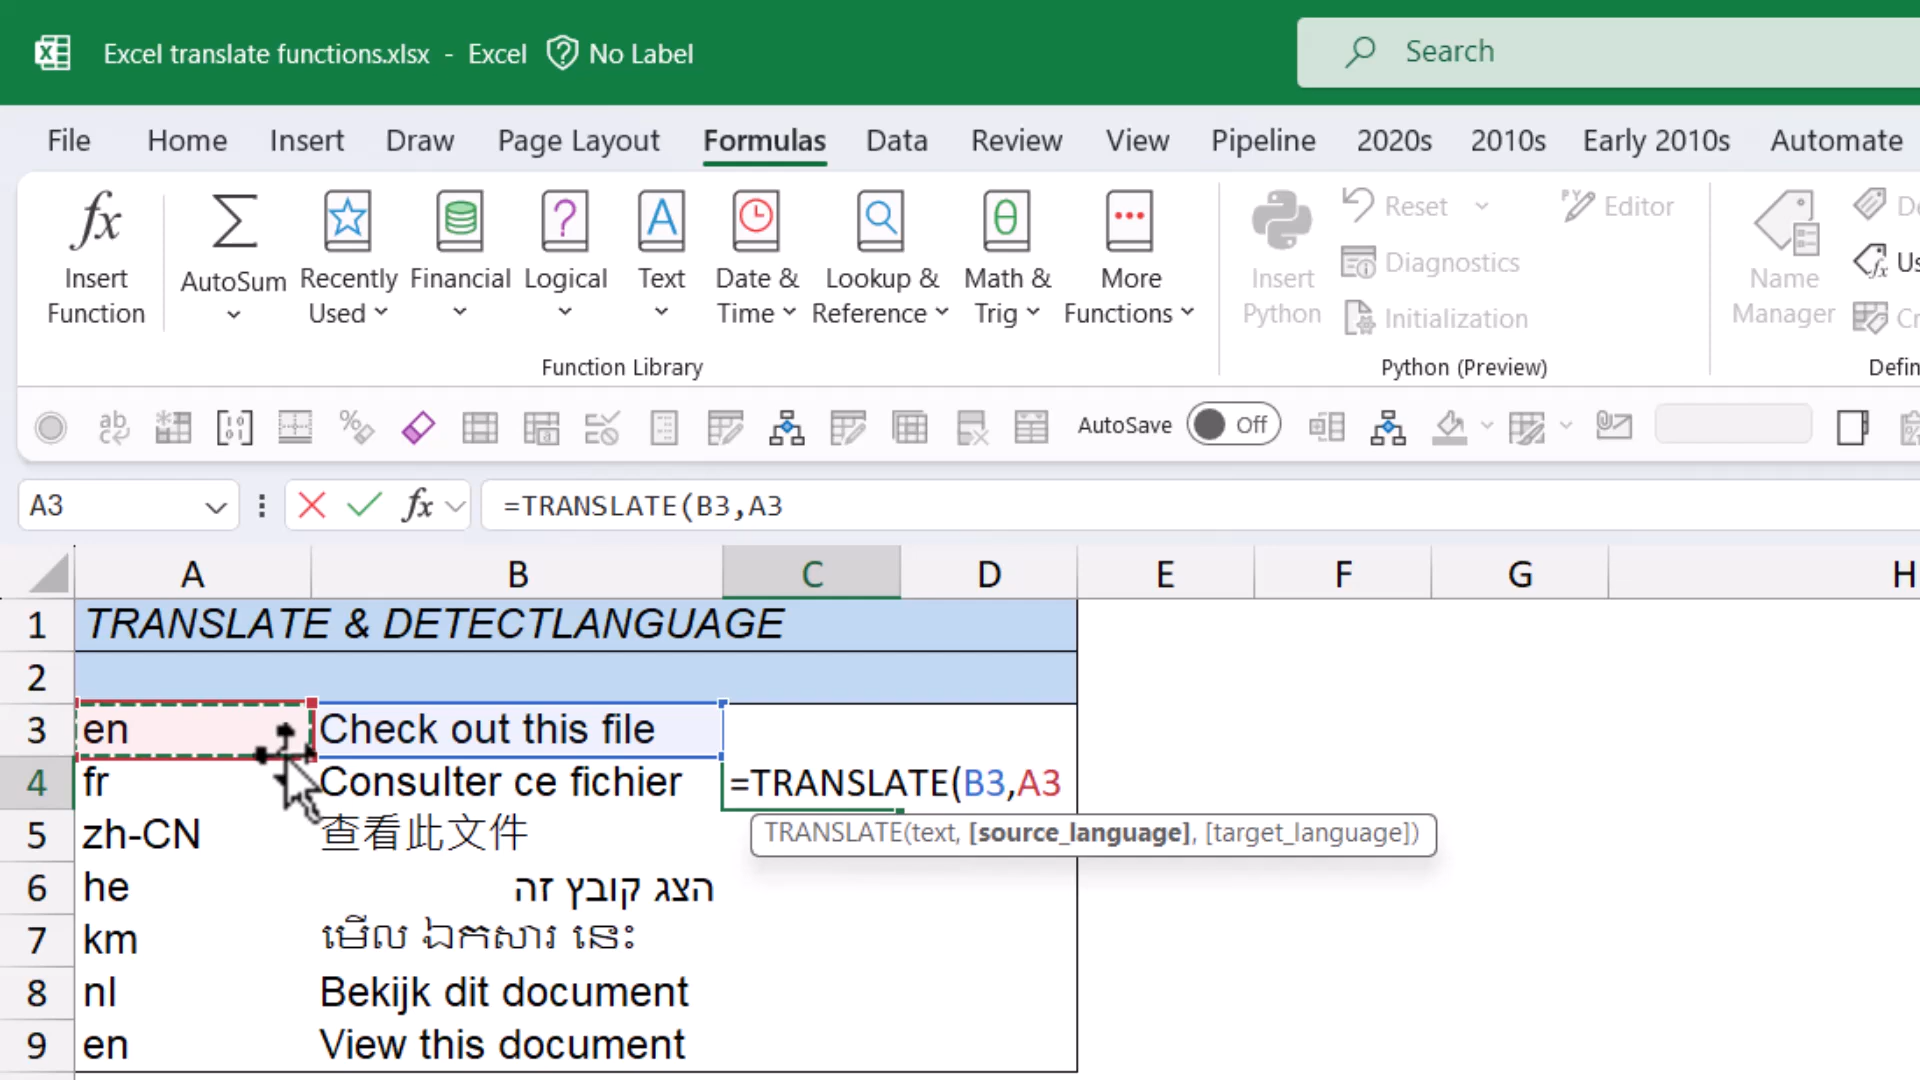 Excel translate functions.xlsx - Excel No Label
Search
File Home Insert Draw Page Layout Formulas Data Review View Pipeline 2020s 2010s Early 2010s Automate
Insert Function
AutoSum
Recently Used
Financial
Logical
Text
Date & Time
Lookup & Reference
Math & Trig
More Functions
Function Library
Insert Python
Reset
Editor
Diagnostics
Initialization
Python (Preview)
Name Manager
AutoSave Off
A3 fx =TRANSLATE(B3,A3
A B C D E F G H
1 TRANSLATE & DETECTLANGUAGE
2
3 en Check out this file
4 fr Consulter ce fichier =TRANSLATE(B3,A3
TRANSLATE(text, [source_language], [target_language])
5 zh-CN 查看此文件
6 he הצג קובץ זה
7 km មើល ឯកសារ នេះ
8 nl Bekijk dit document
9 en View this document